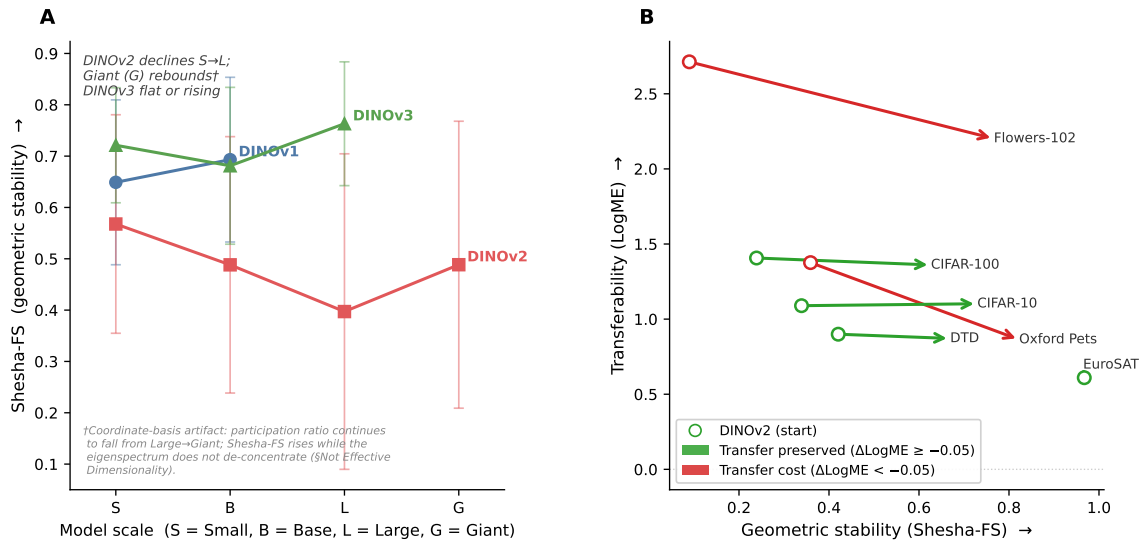 A
DINOv2 declines S→L;
Giant (G) rebounds†
DINOv3 flat or rising
DINOv3
DINOv1
DINOv2
†Coordinate-basis artifact: participation ratio continues
to fall from Large→Giant; Shesha-FS rises while the
eigenspectrum does not de-concentrate (§Not Effective
Dimensionality).
0.9
0.8
0.7
0.6
0.5
0.4
0.3
0.2
0.1
Shesha-FS (geometric stability) →
S B L G
Model scale (S = Small, B = Base, L = Large, G = Giant)
B
Flowers-102
CIFAR-100
CIFAR-10
DTD
Oxford Pets
EuroSAT
2.5
2.0
1.5
1.0
0.5
0.0
Transferability (LogME) →
DINOv2 (start)
Transfer preserved (ΔLogME ≥ −0.05)
Transfer cost (ΔLogME < −0.05)
0.2 0.4 0.6 0.8 1.0
Geometric stability (Shesha-FS) →